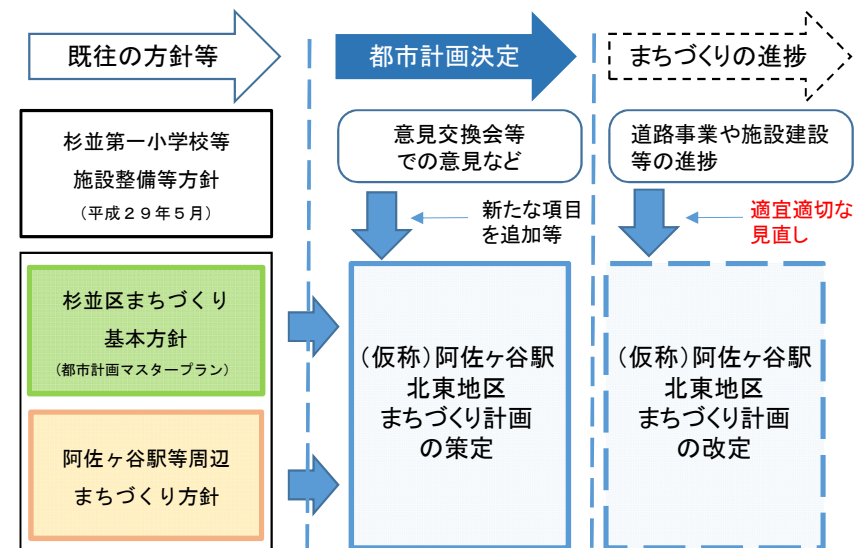 既往の方針等
都市計画決定
まちづくりの進捗
杉並第一小学校等
施設整備等方針
（平成２９年５月）
意見交換会等
での意見など
道路事業や施設建設
等の進捗
新たな項目
を追加等
適宜適切な
見直し
杉並区まちづくり
基本方針
（都市計画マスタープラン）
阿佐ヶ谷駅等周辺
まちづくり方針
（仮称）阿佐ヶ谷駅
北東地区
まちづくり計画
の策定
（仮称）阿佐ヶ谷駅
北東地区
まちづくり計画
の改定